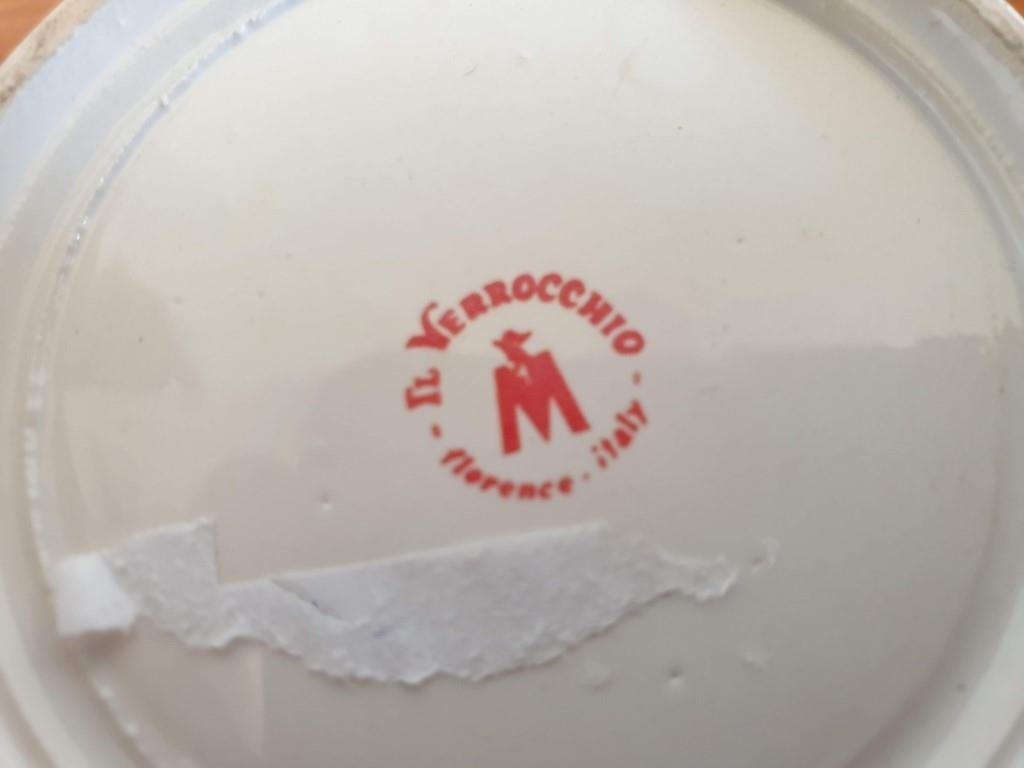 - IL VERROCCHIO -
M
florence - italy